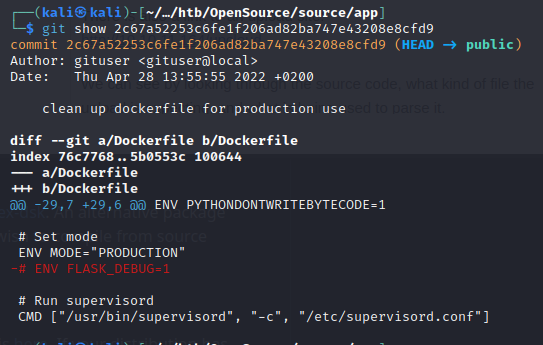 ┌──(kali㉿kali)-[~/…/htb/OpenSource/source/app]
└─$ git show 2c67a52253c6fe1f206ad82ba747e43208e8cfd9
commit 2c67a52253c6fe1f206ad82ba747e43208e8cfd9 (HEAD → public)
Author: gituser <gituser@local>
Date:   Thu Apr 28 13:55:55 2022 +0200
    clean up dockerfile for production use
diff --git a/Dockerfile b/Dockerfile
index 76c7768..5b0553c 100644
--- a/Dockerfile
+++ b/Dockerfile
@@ -29,7 +29,6 @@ ENV PYTHONDONTWRITEBYTECODE=1
 # Set mode
 ENV MODE="PRODUCTION"
-# ENV FLASK_DEBUG=1
 # Run supervisord
 CMD ["/usr/bin/supervisord", "-c", "/etc/supervisord.conf"]